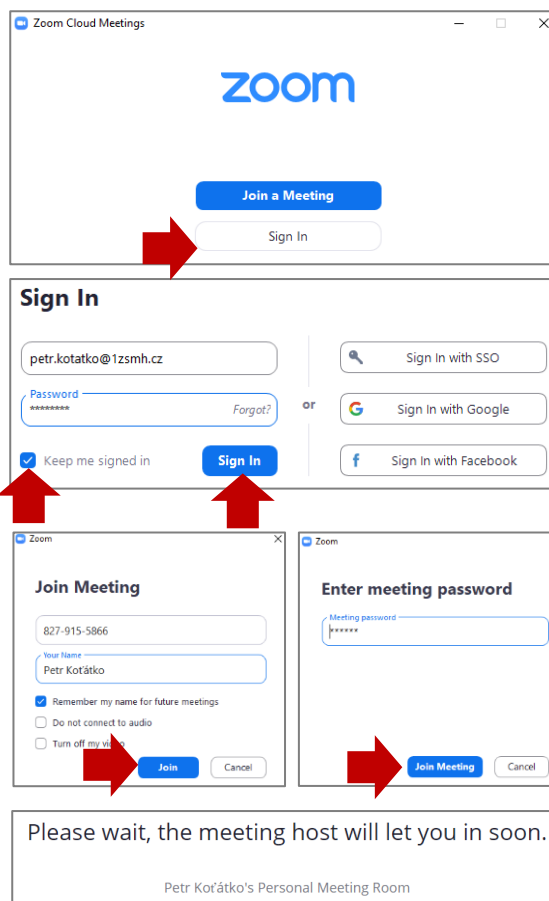 Zoom Cloud Meetings
zoom
Join a Meeting
Sign In
Sign In
petr.kotatko@1zsmh.cz
Password
********
Forgot?
Keep me signed in
Sign In
or
Sign In with SSO
Sign In with Google
Sign In with Facebook
Zoom
Join Meeting
827-915-5866
Your Name
Petr Koťátko
Remember my name for future meetings
Do not connect to audio
Turn off my video
Join
Cancel
Zoom
Enter meeting password
Meeting password
******
Join Meeting
Cancel
Please wait, the meeting host will let you in soon.
Petr Koťátko's Personal Meeting Room